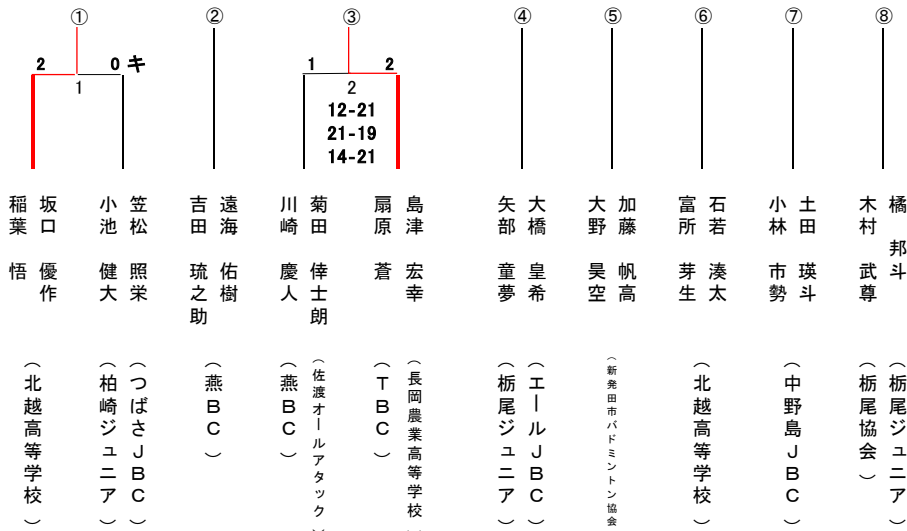 ① ② ③ ④ ⑤ ⑥ ⑦ ⑧
2 0 キ
1
1 2
2
12-21
21-19
14-21
坂口 優作
稲葉 悟
（北越高等学校）
笠松 照栄
小池 健大
（つばさJBC）
（柏崎ジュニア）
遠海 佑樹
吉田 琉之助
（燕BC）
菊田 倖士朗
川崎 慶人
（佐渡オールアタック）
（燕BC）
島津 宏幸
扇原 蒼
（長岡農業高等学校
（TBC）
大橋 皇希
矢部 童夢
（エールJBC）
（栃尾ジュニア）
加藤 帆高
大野 昊空
（新発田市バドミントン協会
石若 湊太
富所 芽生
（北越高等学校）
土田 瑛斗
小林 市勢
（中野島JBC）
橘 邦斗
木村 武尊
（栃尾ジュニア）
（栃尾協会）